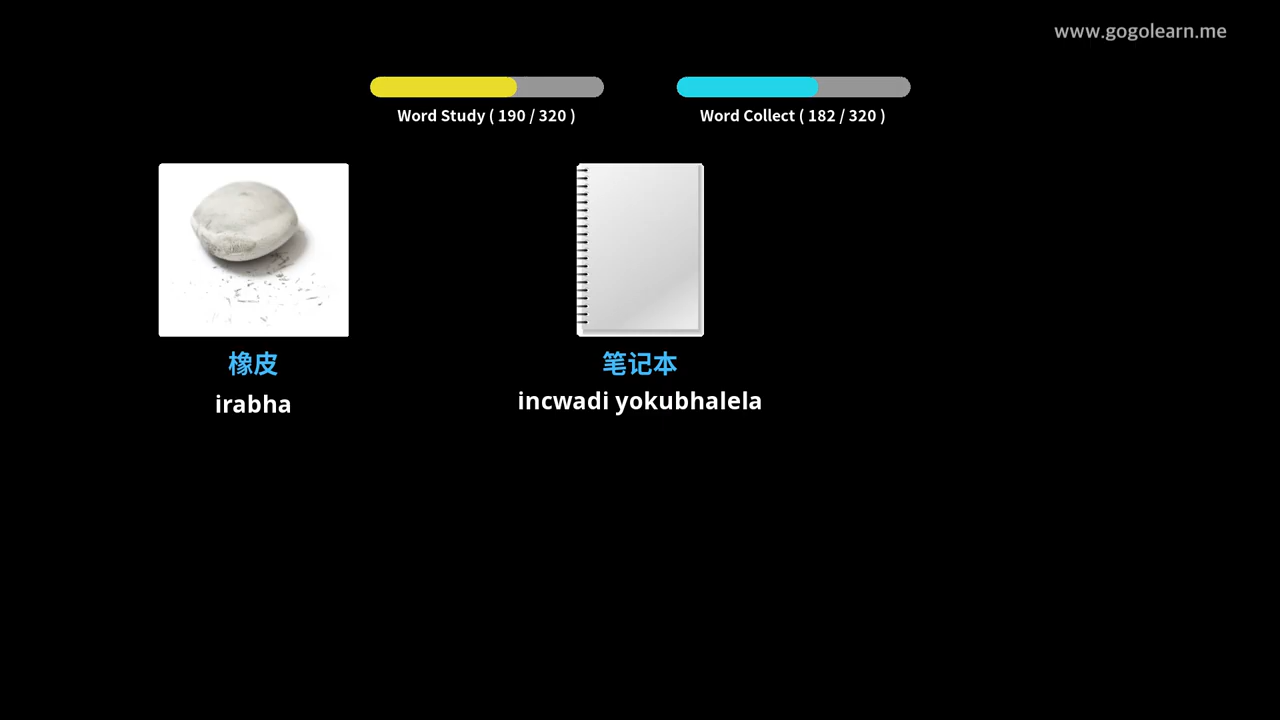 www.gogolearn.me
Word Study ( 190 / 320 )
Word Collect ( 182 / 320 )
橡皮
irabha
笔记本
incwadi yokubhalela